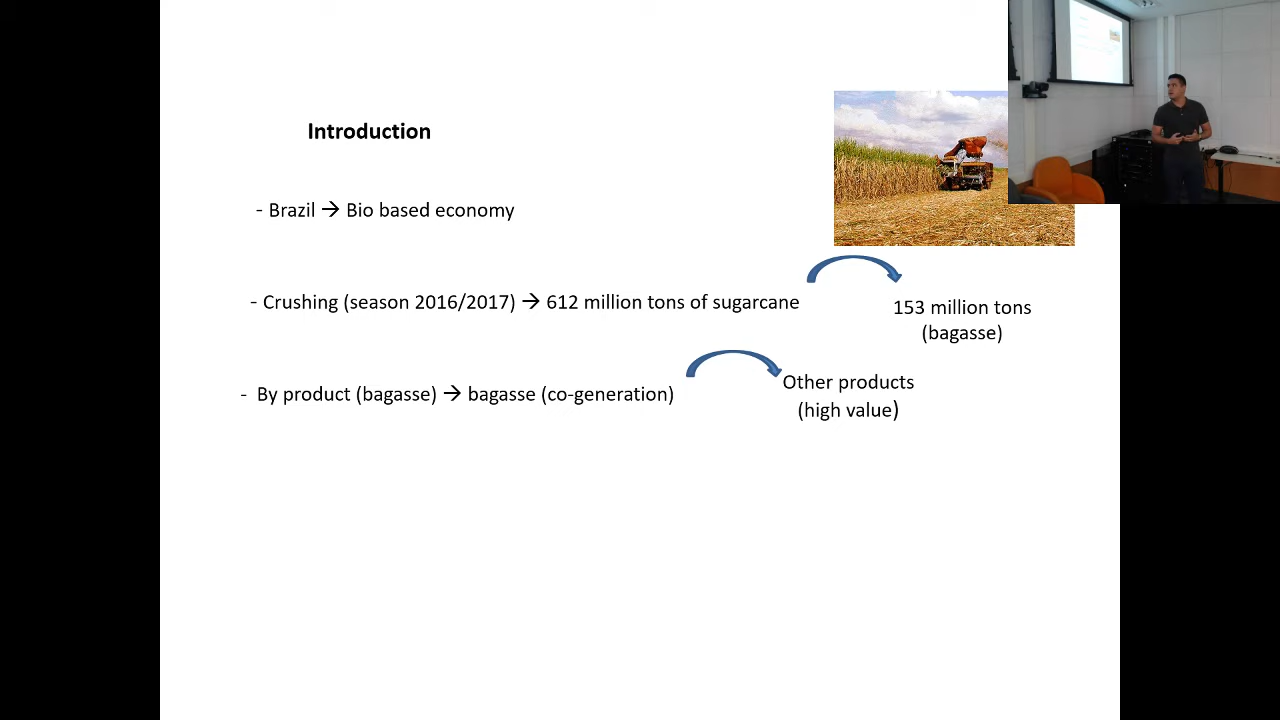 Introduction
- Brazil → Bio based economy
- Crushing (season 2016/2017) → 612 million tons of sugarcane
153 million tons
(bagasse)
- By product (bagasse) → bagasse (co-generation)
Other products
(high value)